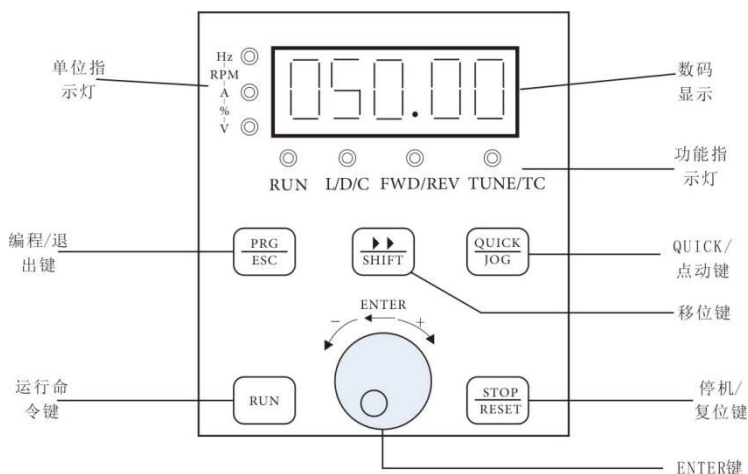 单位指
示灯
Hz
RPM
A
%
V
050.00
数码
显示
RUN L/D/C FWD/REV TUNE/TC
功能指
示灯
编程/退
出键
PRG
ESC
▶▶
SHIFT
QUICK
JOG
QUICK/
点动键
移位键
ENTER
− +
运行命
令键
RUN
STOP
RESET
停机/
复位键
ENTER键